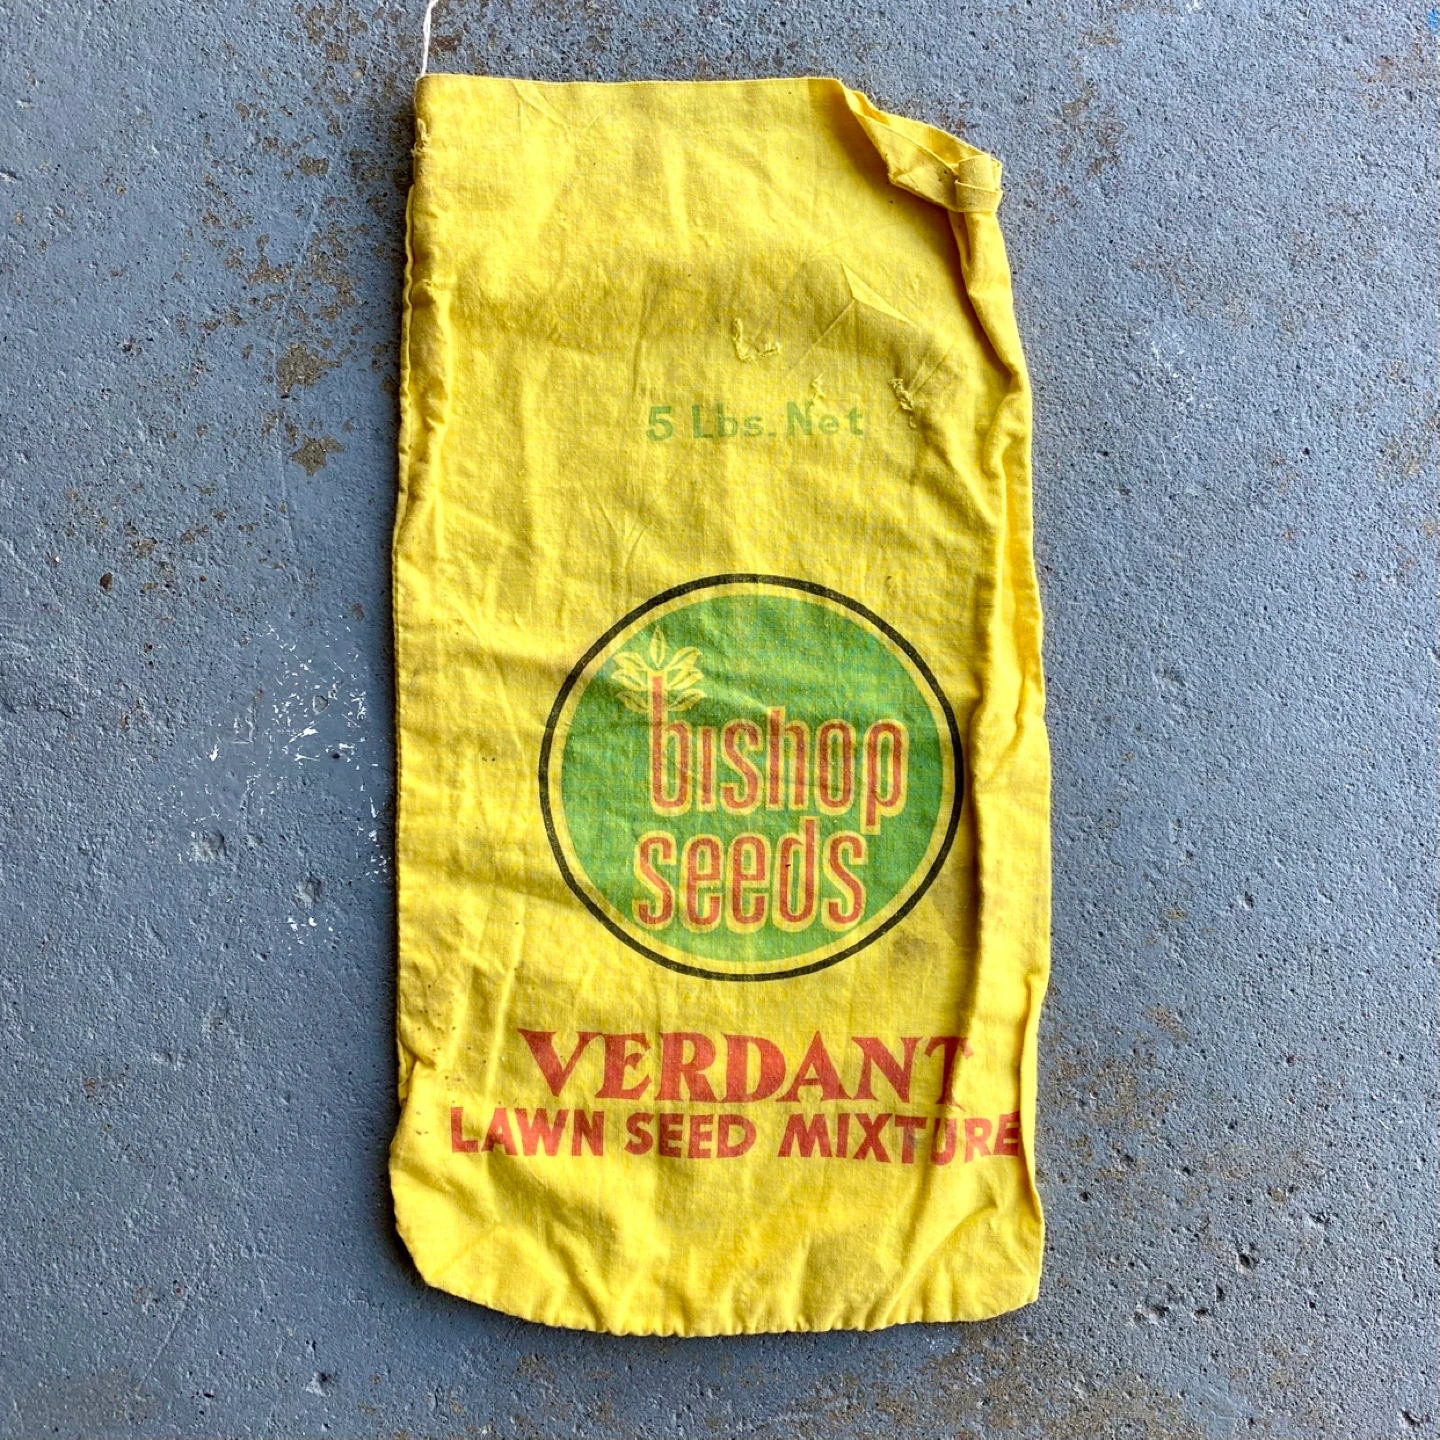 5 Lbs. Net
bishop
seeds
VERDANT
LAWN SEED MIXTURE